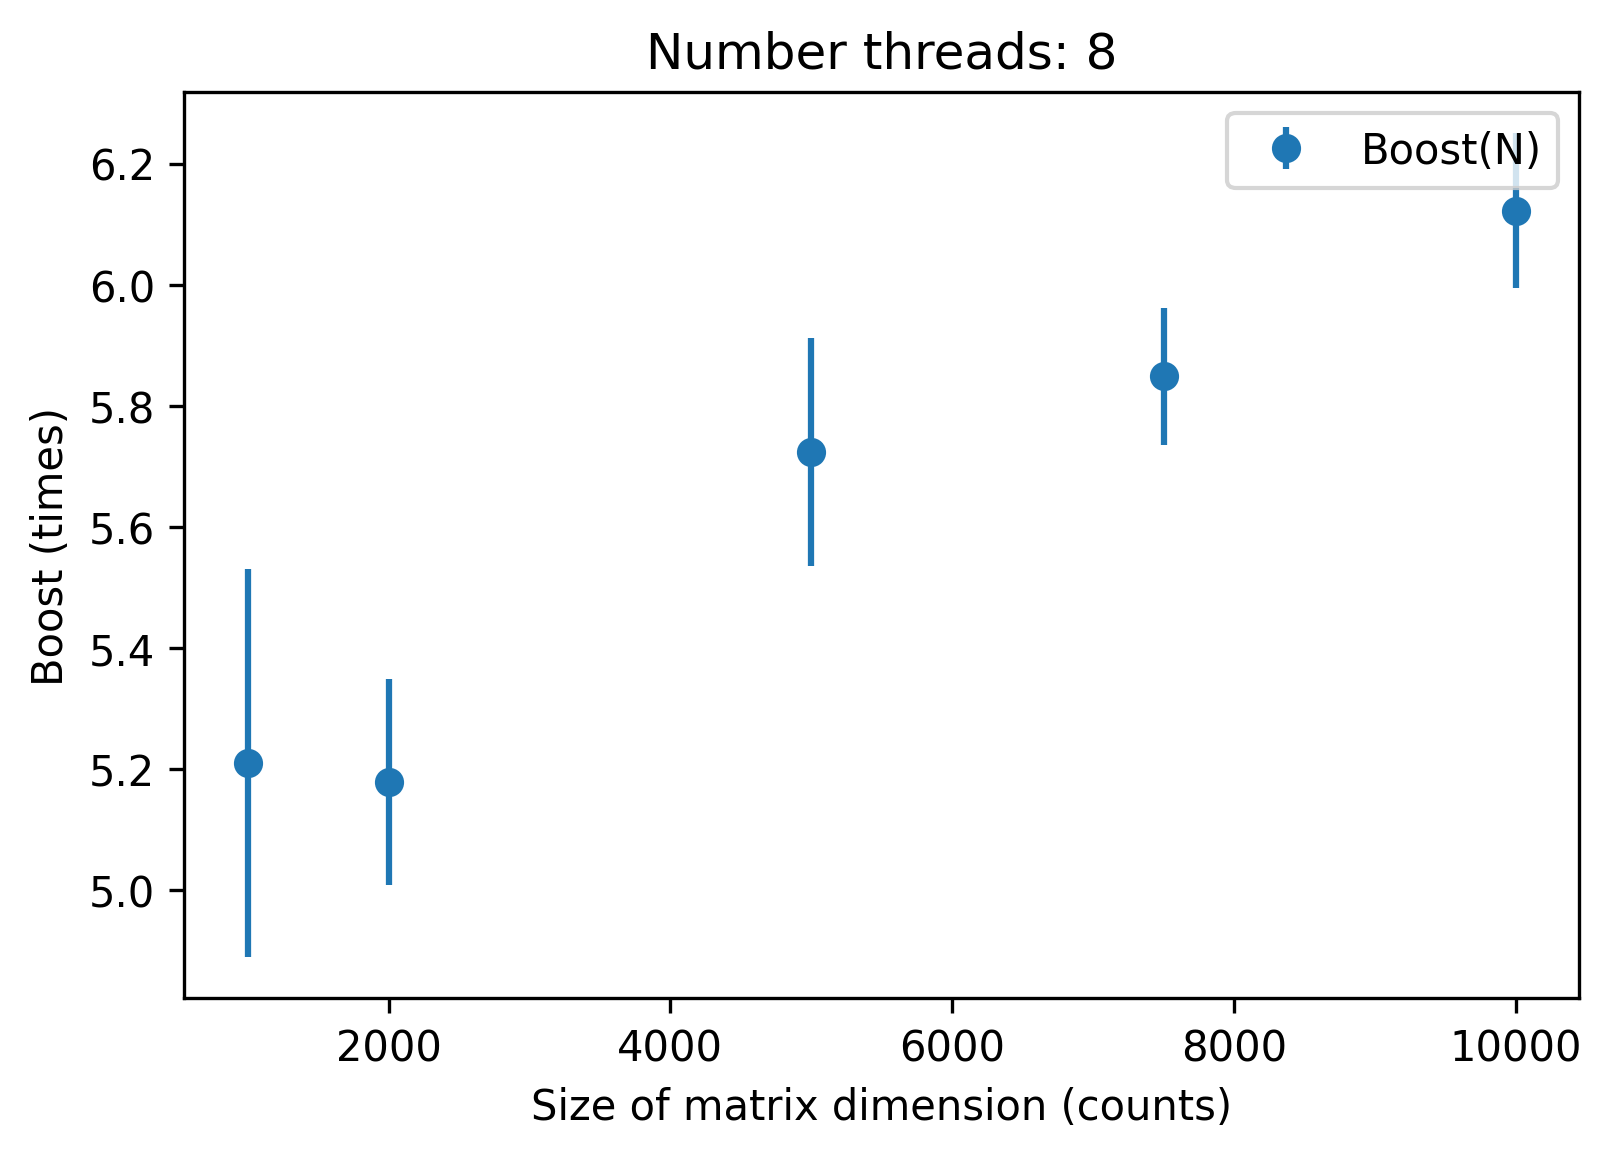 Number threads: 8
Boost(N)
6.2
6.0
5.8
5.6
5.4
5.2
5.0
Boost (times)
2000 4000 6000 8000 10000
Size of matrix dimension (counts)